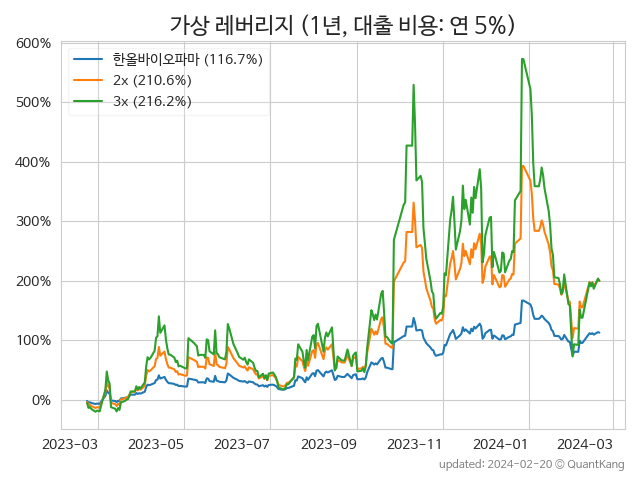 가상 레버리지 (1년, 대출 비용: 연 5%)
600%
500%
400%
300%
200%
100%
0%
한올바이오파마 (116.7%)
2x (210.6%)
3x (216.2%)
2023-03 2023-05 2023-07 2023-09 2023-11 2024-01 2024-03
updated: 2024-02-20 © QuantKang